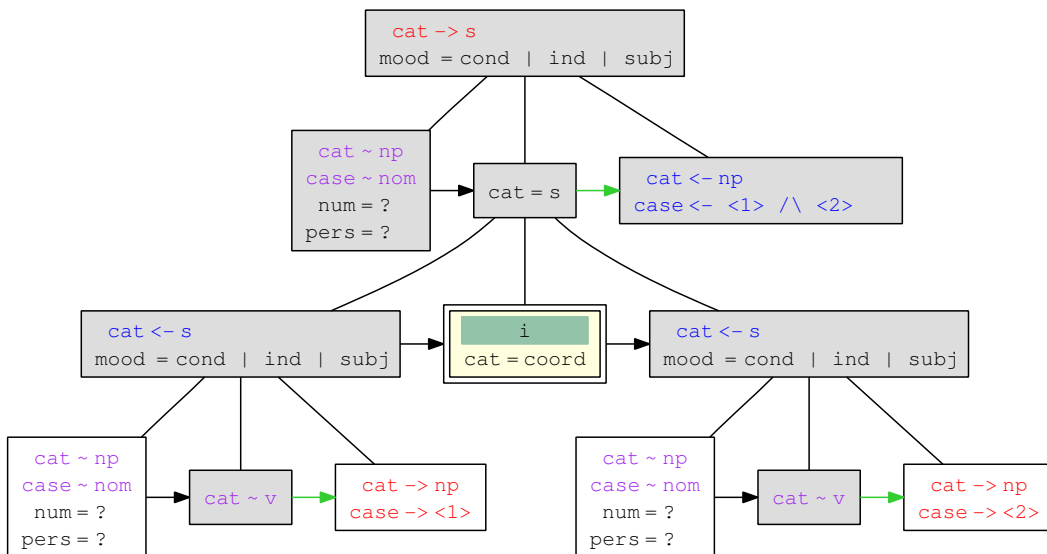 cat -> s
mood = cond | ind | subj
cat ~ np
case ~ nom
num = ?
pers = ?
cat = s
cat <- np
case <- <1> /\ <2>
cat <- s
mood = cond | ind | subj
i
cat = coord
cat <- s
mood = cond | ind | subj
cat ~ np
case ~ nom
num = ?
pers = ?
cat ~ v
cat -> np
case -> <1>
cat ~ np
case ~ nom
num = ?
pers = ?
cat ~ v
cat -> np
case -> <2>